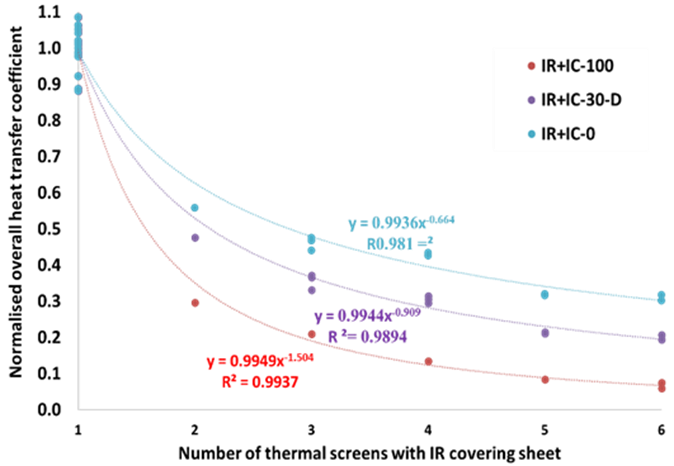 1.1
1.0
0.9
0.8
0.7
0.6
0.5
0.4
0.3
0.2
0.1
0.0
Normalised overall heat transfer coefficient
IR+IC-100
IR+IC-30-D
IR+IC-0
y = 0.9936x-0.664
R0.981 =²
y = 0.9944x-0.909
R ²= 0.9894
y = 0.9949x-1.504
R² = 0.9937
1 2 3 4 5 6
Number of thermal screens with IR covering sheet